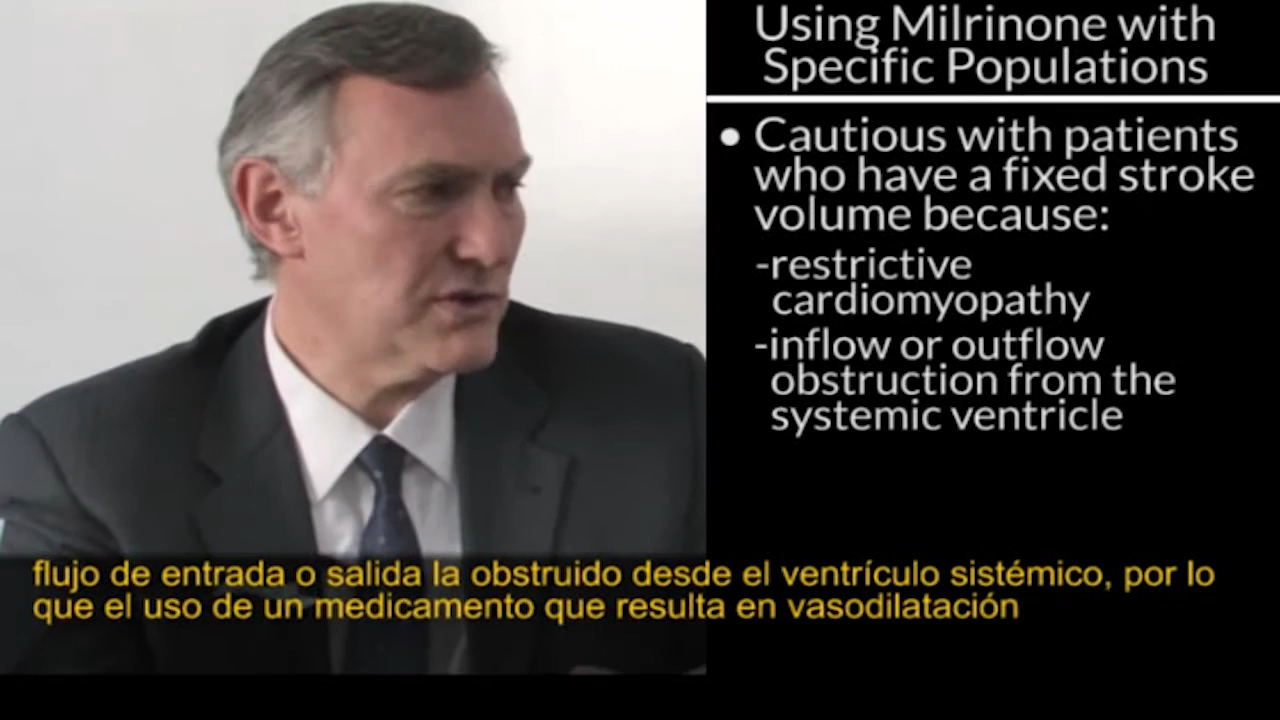 Using Milrinone with
Specific Populations
• Cautious with patients
who have a fixed stroke
volume because:
-restrictive
cardiomyopathy
-inflow or outflow
obstruction from the
systemic ventricle
flujo de entrada o salida la obstruido desde el ventrículo sistémico, por lo
que el uso de un medicamento que resulta en vasodilatación